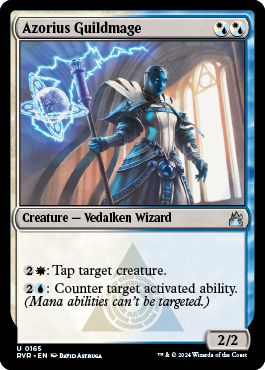 Azorius Guildmage
Creature — Vedalken Wizard
2: Tap target creature.
2: Counter target activated ability.
(Mana abilities can't be targeted.)
U 0165
RVR • EN DAVID ASTRUGA
2/2
™ & © 2024 Wizards of the Coast